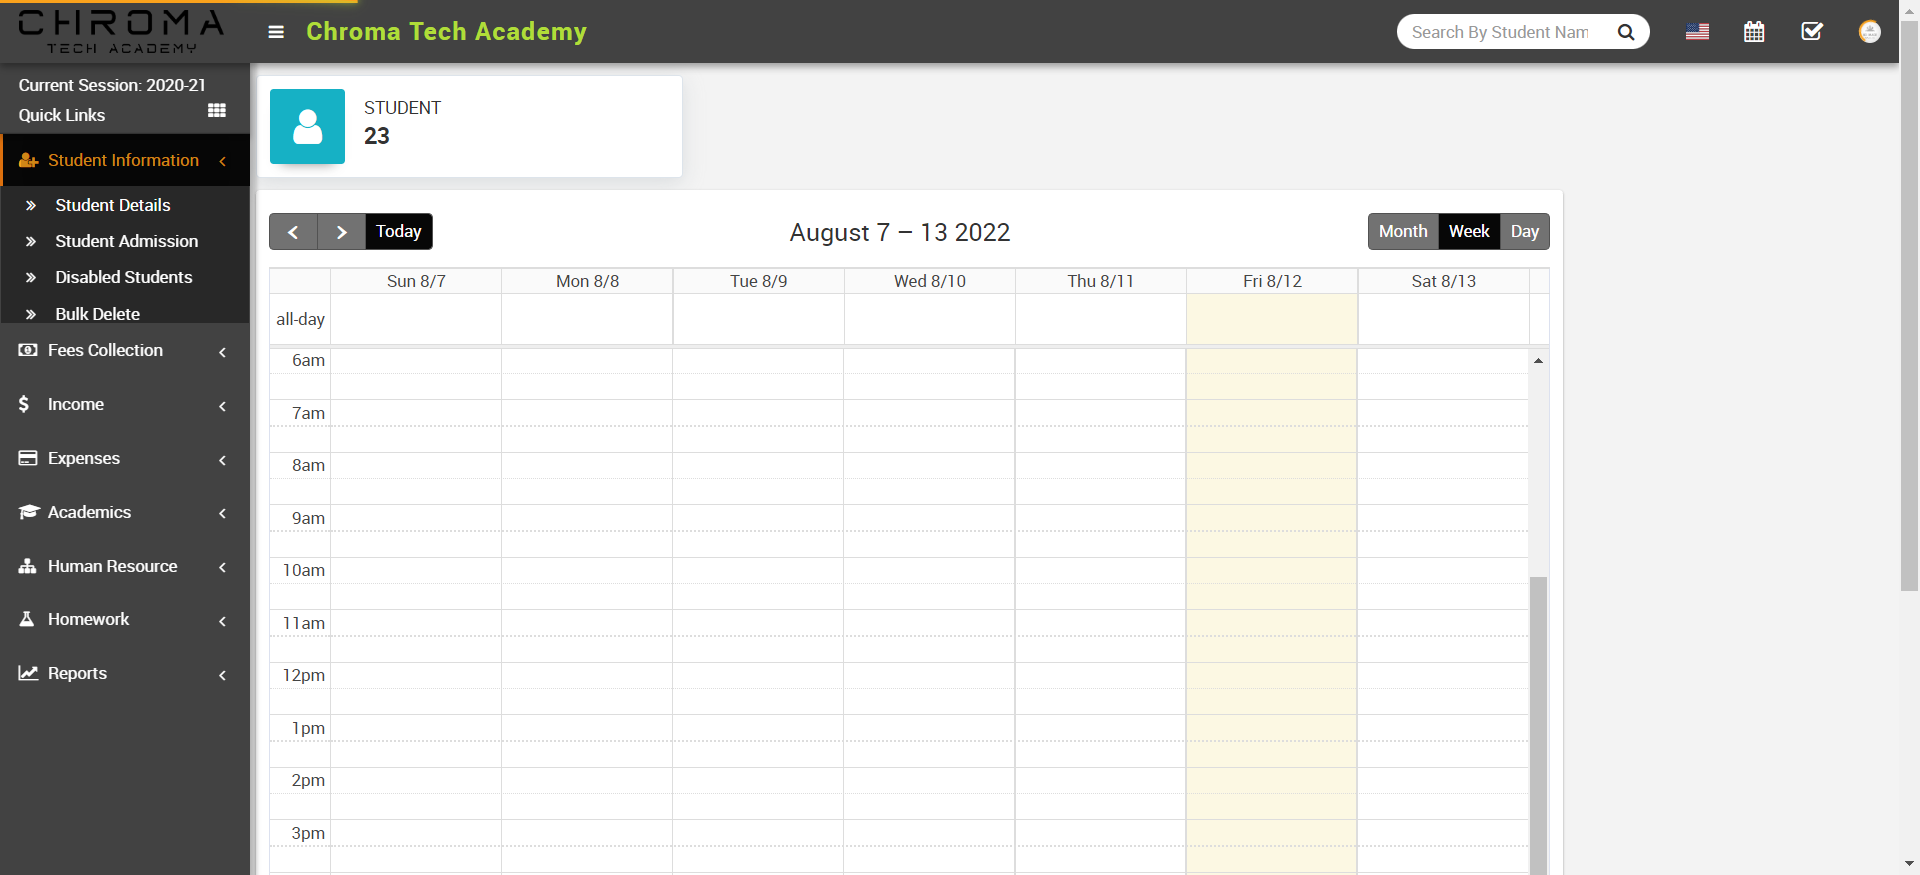 CHROMA
TECH ACADEMY
Chroma Tech Academy
Search By Student Nam
Current Session: 2020-21
Quick Links
Student Information
Student Details
Student Admission
Disabled Students
Bulk Delete
Fees Collection
Income
Expenses
Academics
Human Resource
Homework
Reports
STUDENT
23
Today
August 7 – 13 2022
Month Week Day
Sun 8/7 Mon 8/8 Tue 8/9 Wed 8/10 Thu 8/11 Fri 8/12 Sat 8/13
all-day
6am
7am
8am
9am
10am
11am
12pm
1pm
2pm
3pm